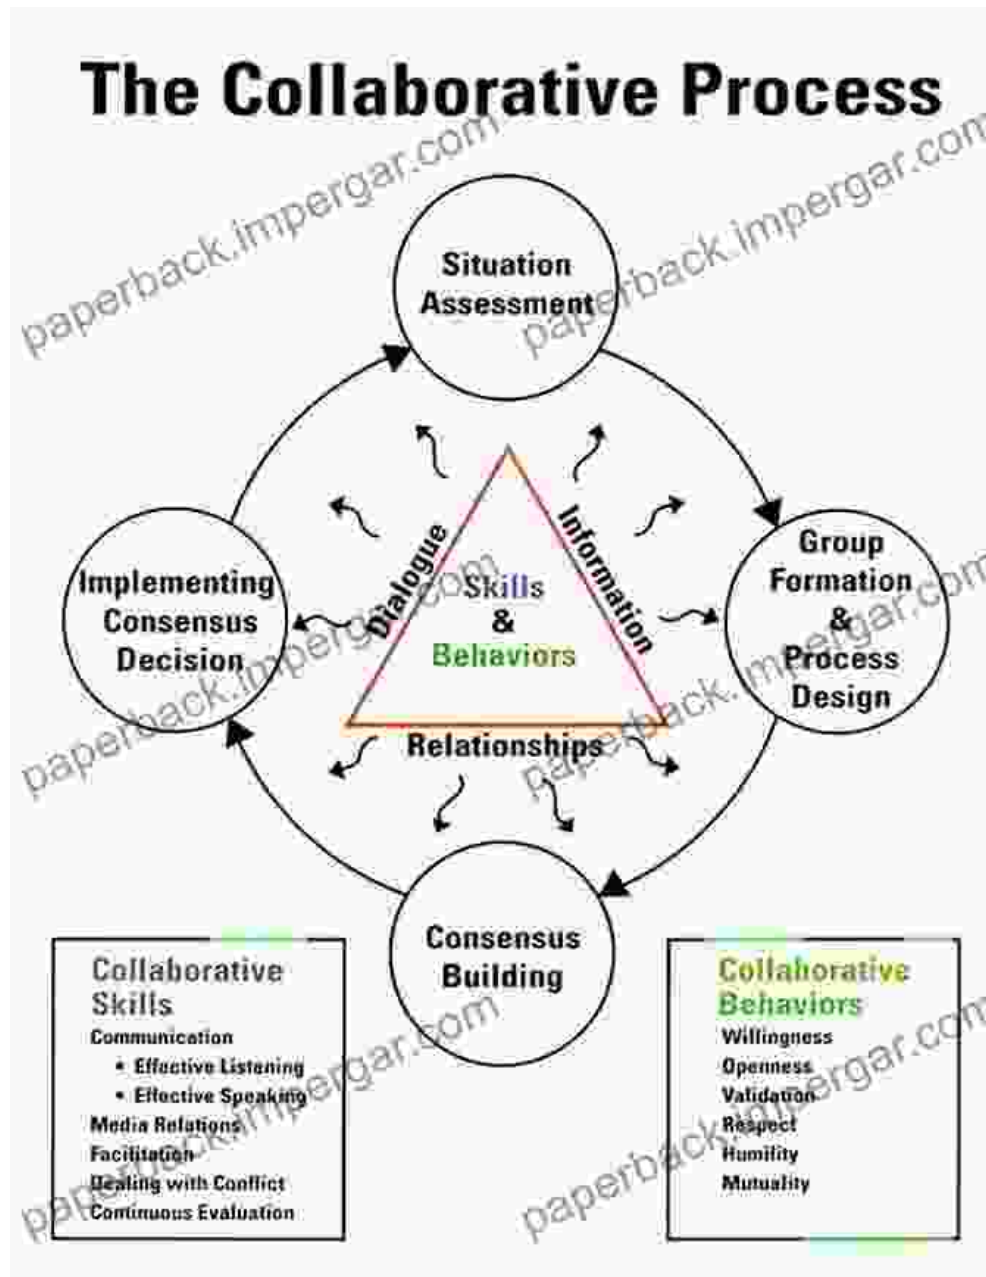 The Collaborative Process
paperback.impergar.com
paperback.impergar.com
Situation
Assessment
Group
Formation
&
Process
Design
Implementing
Consensus
Decision
Dialogue
Information
Skills
&
Behaviors
Relationships
paperback.impergar.com
paperback.impergar.com
Consensus
Building
Collaborative
Skills
Communication
• Effective Listening
• Effective Speaking
Media Relations
Facilitation
Dealing with Conflict
Continuous Evaluation
Collaborative
Behaviors
Willingness
Openness
Validation
Respect
Humility
Mutuality
paperback.impergar.com
paperback.impergar.com